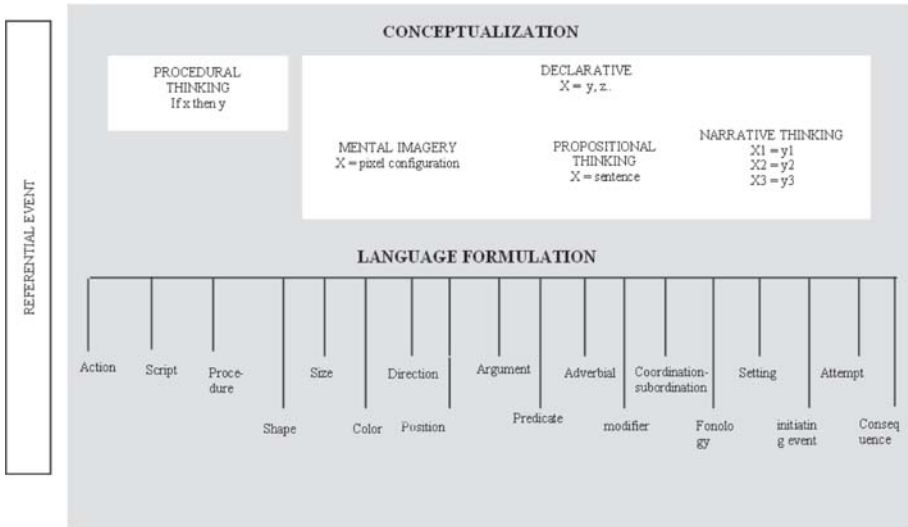 REFERENTIAL EVENT
CONCEPTUALIZATION
PROCEDURAL
THINKING
If x then y
DECLARATIVE
X = y, z..
MENTAL IMAGERY
X = pixel configuration
PROPOSITIONAL
THINKING
X = sentence
NARRATIVE THINKING
X1 = y1
X2 = y2
X3 = y3
LANGUAGE FORMULATION
Action
Script
Proce-
dure
Shape
Size
Color
Direction
Position
Argument
Predicate
Adverbial
modifier
Coordination-
subordination
Fonolo
gy
Setting
initiatin
g event
Attempt
Conseq
uence